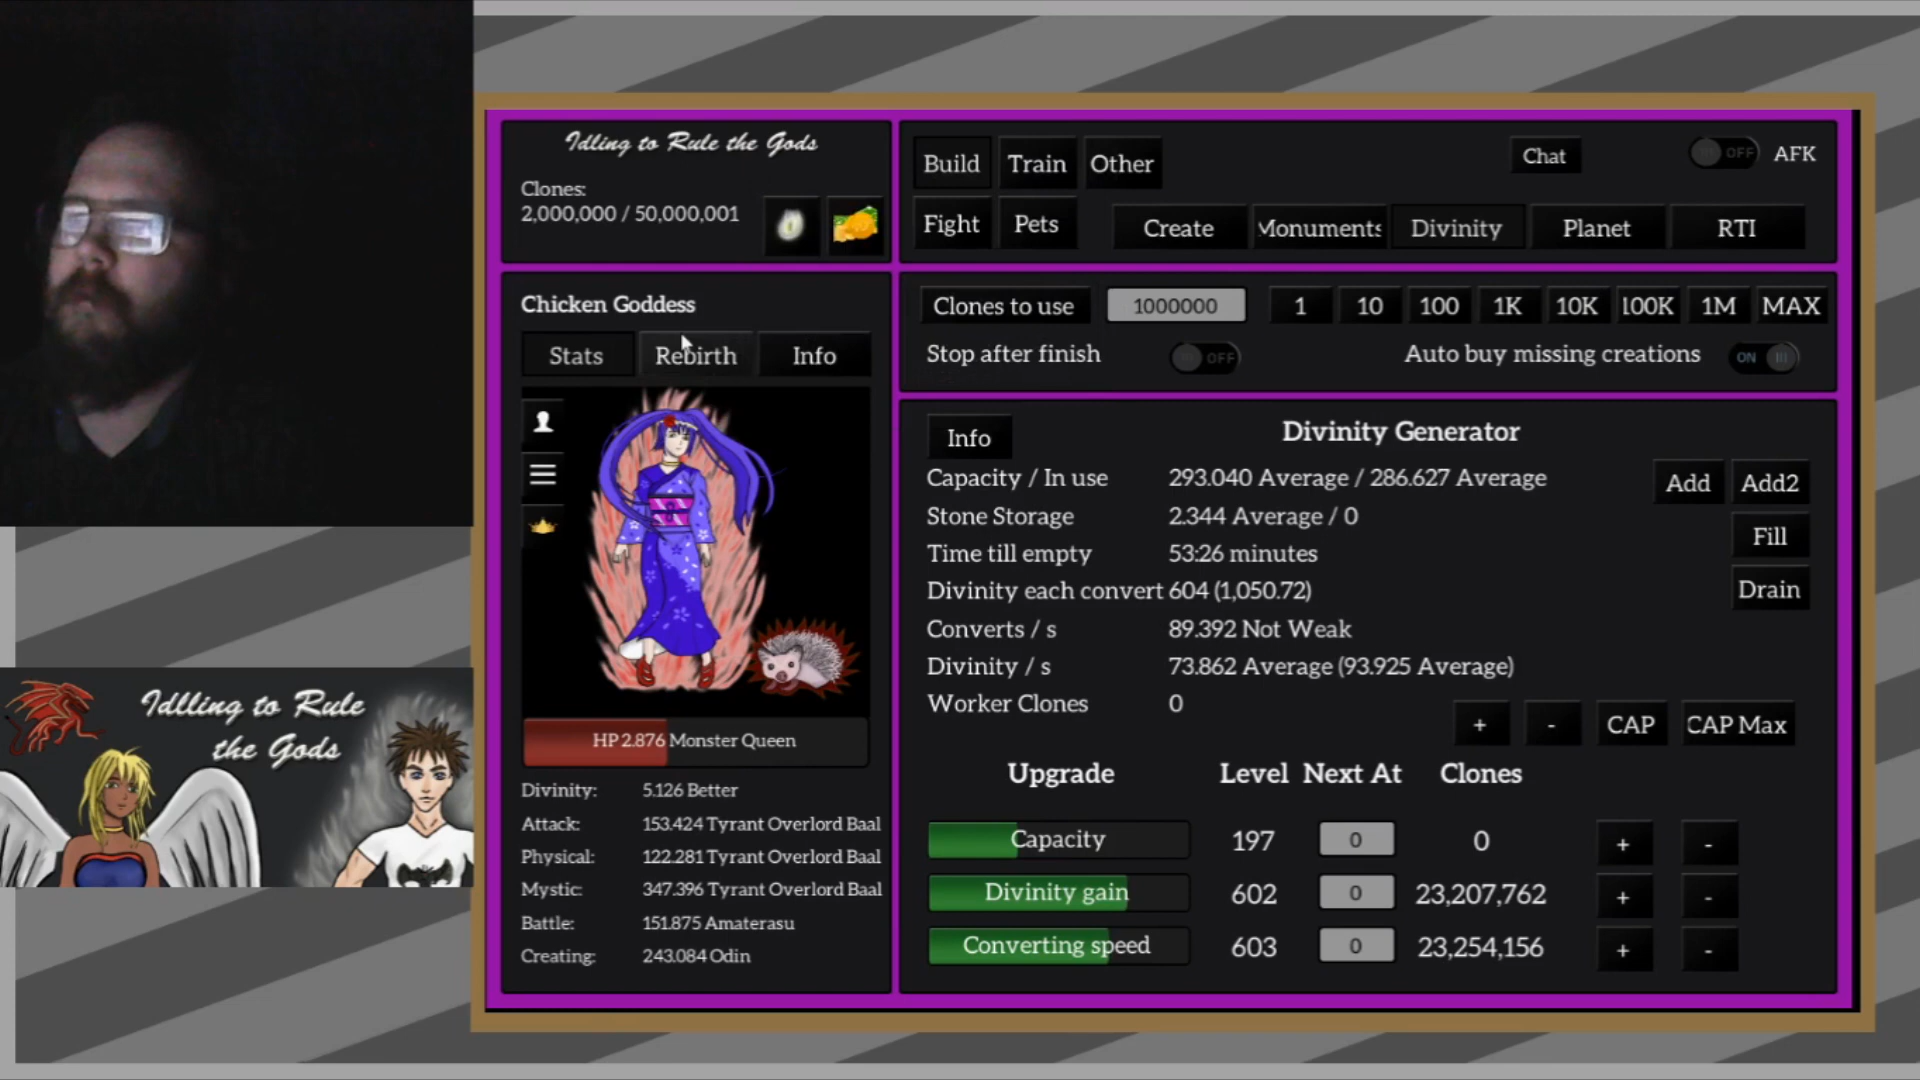 Idling to Rule the Gods
Clones:
2,000,000 / 50,000,001
Build Train Other
Chat
OFF AFK
Fight Pets
Create Monuments Divinity Planet RTI
Chicken Goddess
Stats Rebirth Info
Clones to use 1000000 1 10 100 1K 10K 100K 1M MAX
Stop after finish OFF Auto buy missing creations ON
Info
Divinity Generator
Capacity / In use 293.040 Average / 286.627 Average
Add Add2
Stone Storage 2.344 Average / 0
Fill
Time till empty 53:26 minutes
Divinity each convert 604 (1,050.72)
Drain
Converts / s 89.392 Not Weak
Divinity / s 73.862 Average (93.925 Average)
Worker Clones 0
+ - CAP CAP Max
HP 2.876 Monster Queen
Divinity: 5.126 Better
Attack: 153.424 Tyrant Overlord Baal
Physical: 122.281 Tyrant Overlord Baal
Mystic: 347.396 Tyrant Overlord Baal
Battle: 151.875 Amaterasu
Creating: 243.084 Odin
Upgrade Level Next At Clones
Capacity 197 0 0 + -
Divinity gain 602 0 23,207,762 + -
Converting speed 603 0 23,254,156 + -
Idlling to Rule
the Gods